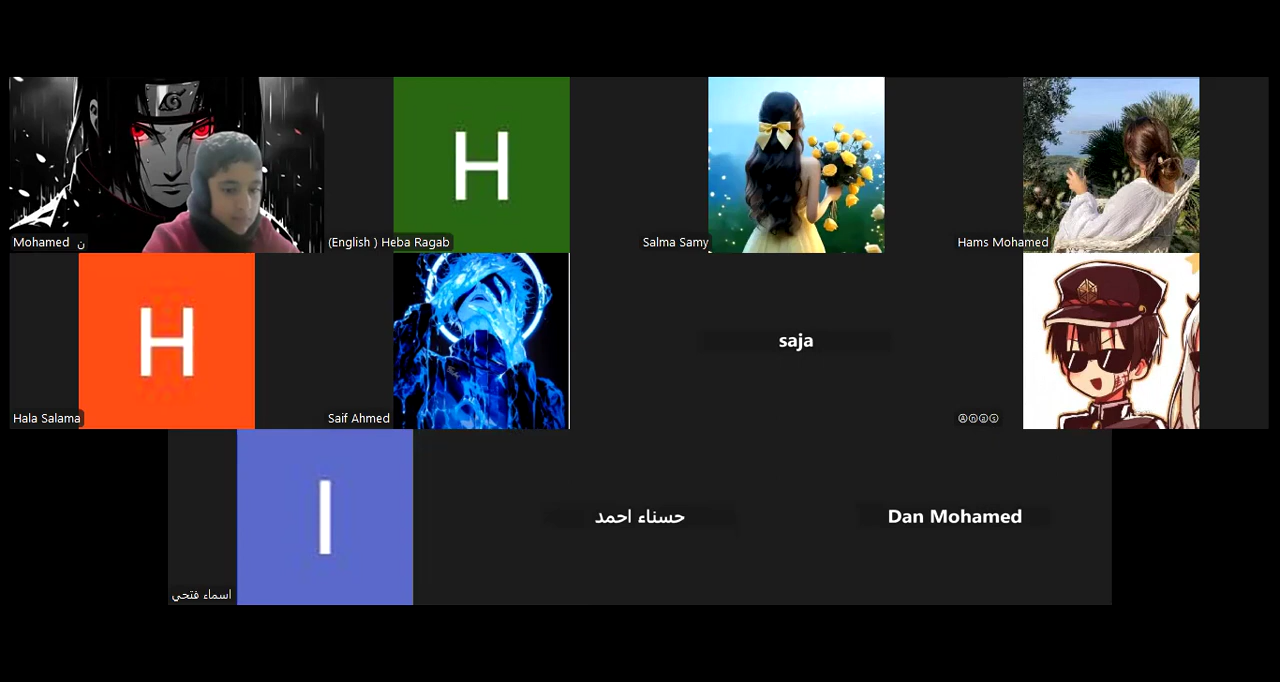 Mohamed ن
H
(English ) Heba Ragab
Salma Samy
Hams Mohamed
H
Hala Salama
Saif Ahmed
saja
Ⓐⓝⓐⓢ
I
اسماء فتحي
حسناء احمد
Dan Mohamed